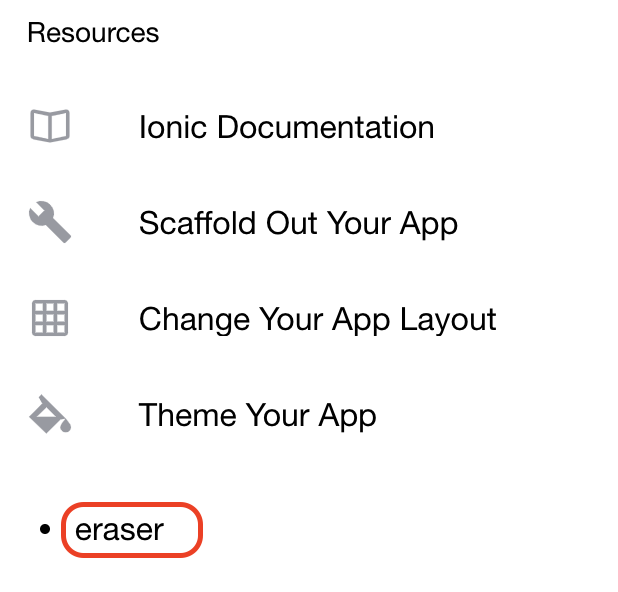 Resources
Ionic Documentation
Scaffold Out Your App
Change Your App Layout
Theme Your App
• eraser